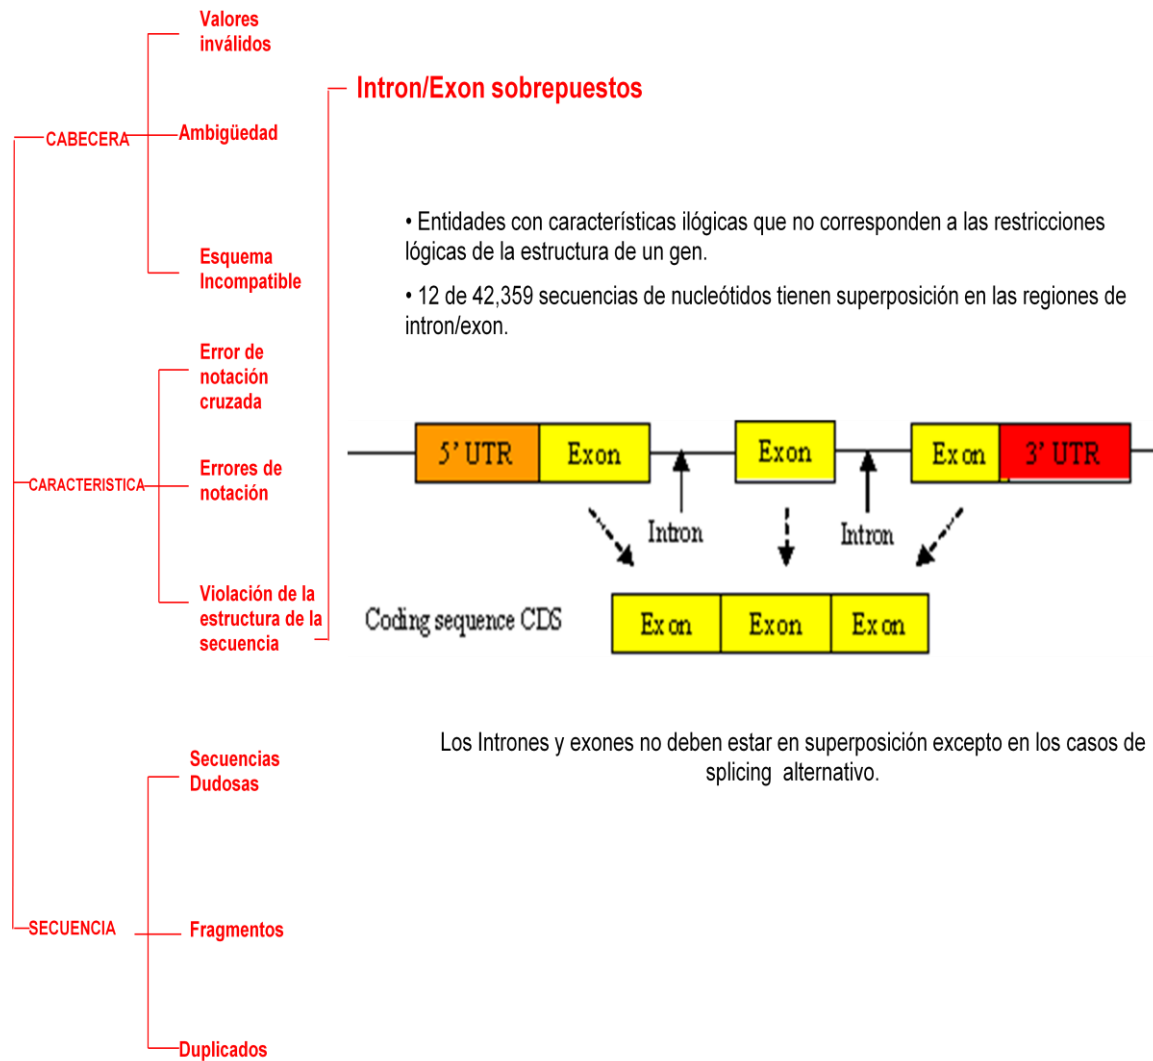 Valores
inválidos
Intron/Exon sobrepuestos
CABECERA
Ambigüedad
Esquema
Incompatible
• Entidades con características ilógicas que no corresponden a las restricciones
lógicas de la estructura de un gen.
• 12 de 42,359 secuencias de nucleótidos tienen superposición en las regiones de
intron/exon.
Error de
notación
cruzada
CARACTERISTICA
Errores de
notación
Violación de la
estructura de la
secuencia
5' UTR
Exon
Exon
Exon
3' UTR
Intron
Intron
Coding sequence CDS
Exon
Exon
Exon
Los Intrones y exones no deben estar en superposición excepto en los casos de
splicing alternativo.
Secuencias
Dudosas
SECUENCIA
Fragmentos
Duplicados